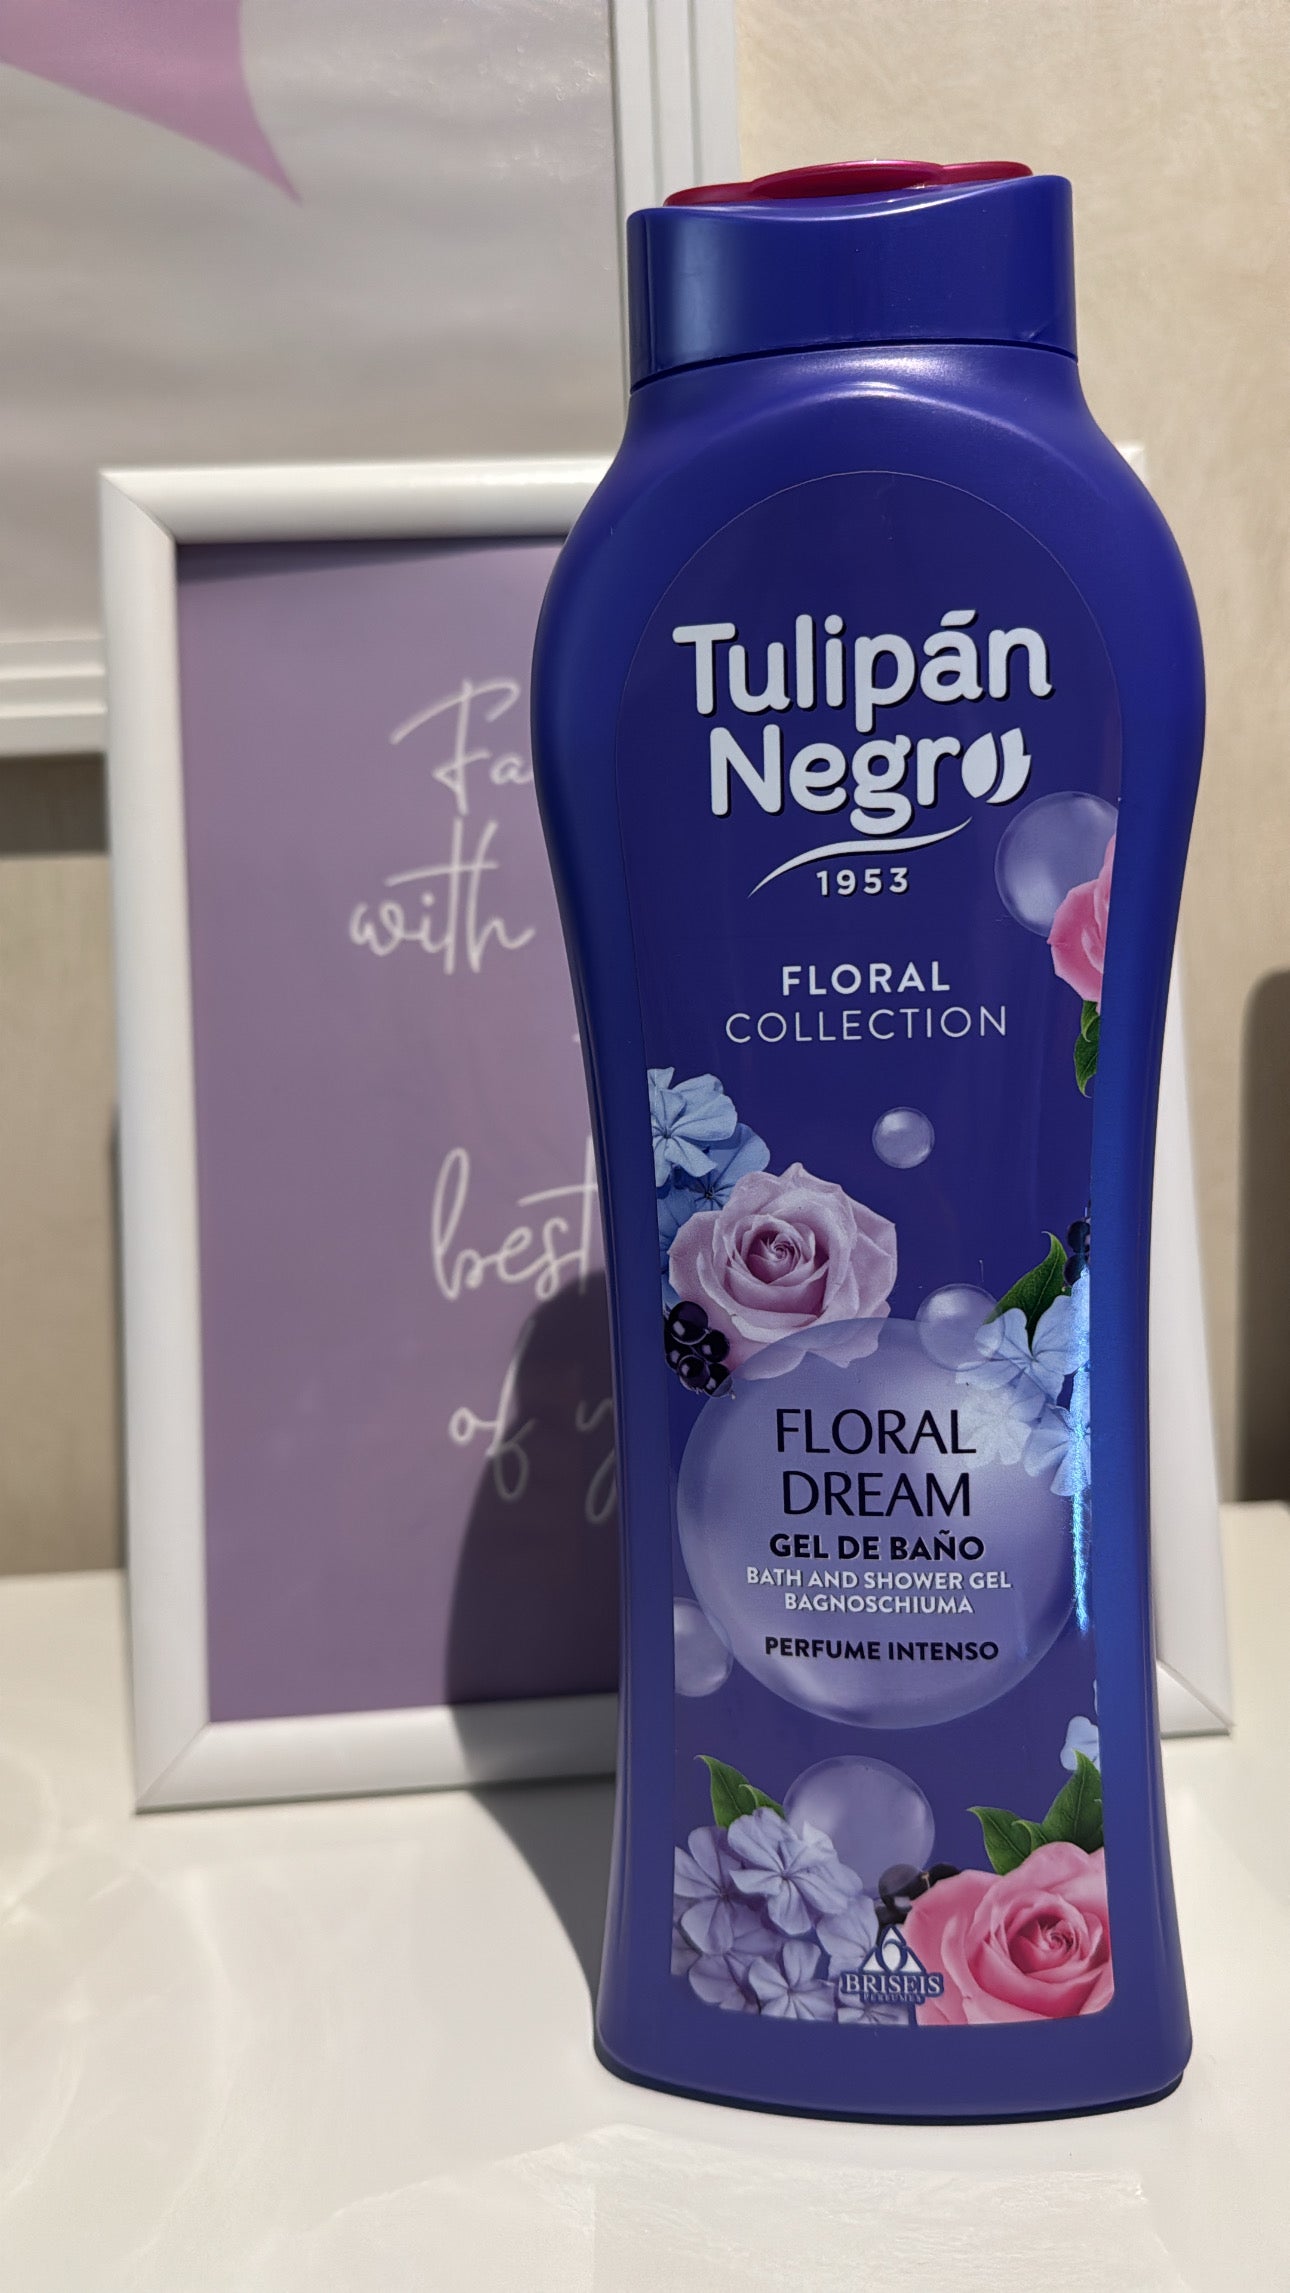 Tulipán
Negro
1953
FLORAL
COLLECTION
FLORAL
DREAM
GEL DE BAÑO
BATH AND SHOWER GEL
BAGNOSCHIUMA
PERFUME INTENSO
BRISEIS
PERFUMES
with
best
of